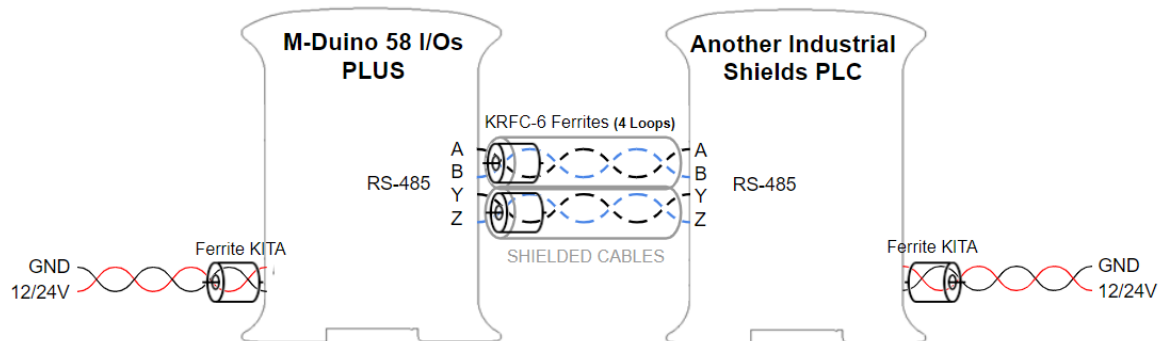 M-Duino 58 I/Os
PLUS
Another Industrial
Shields PLC
KRFC-6 Ferrites (4 Loops)
A
B
Y
Z
RS-485
A
B
Y
Z
RS-485
SHIELDED CABLES
Ferrite KITA
GND
12/24V
Ferrite KITA
GND
12/24V